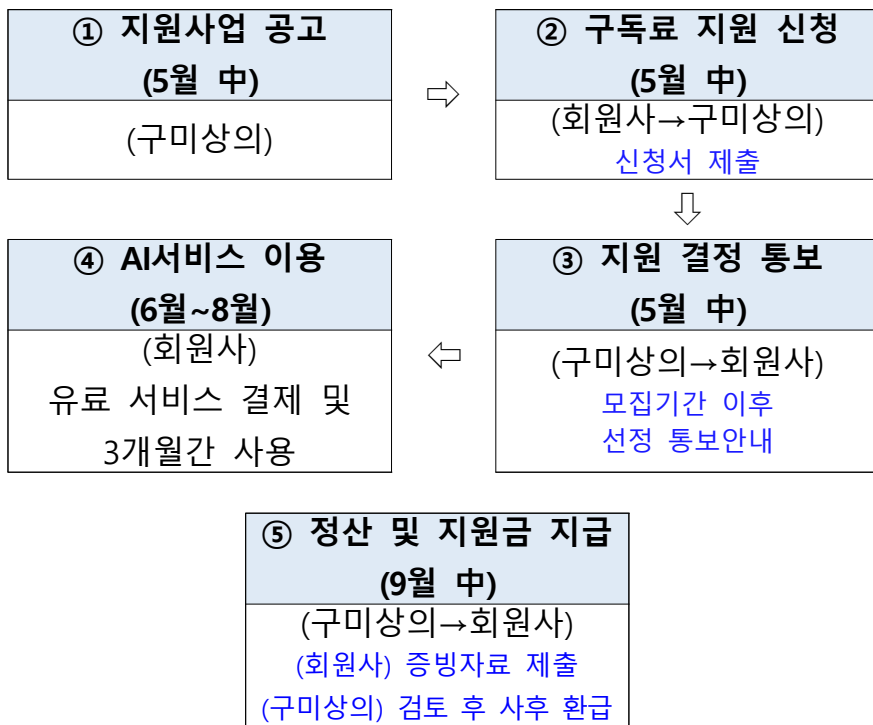 ① 지원사업 공고
(5월 中)
(구미상의)
⇨
② 구독료 지원 신청
(5월 中)
(회원사→구미상의)
신청서 제출
⇩
③ 지원 결정 통보
(5월 中)
(구미상의→회원사)
모집기간 이후
선정 통보안내
⇦
④ AI서비스 이용
(6월~8월)
(회원사)
유료 서비스 결제 및
3개월간 사용
⑤ 정산 및 지원금 지급
(9월 中)
(구미상의→회원사)
(회원사) 증빙자료 제출
(구미상의) 검토 후 사후 환급